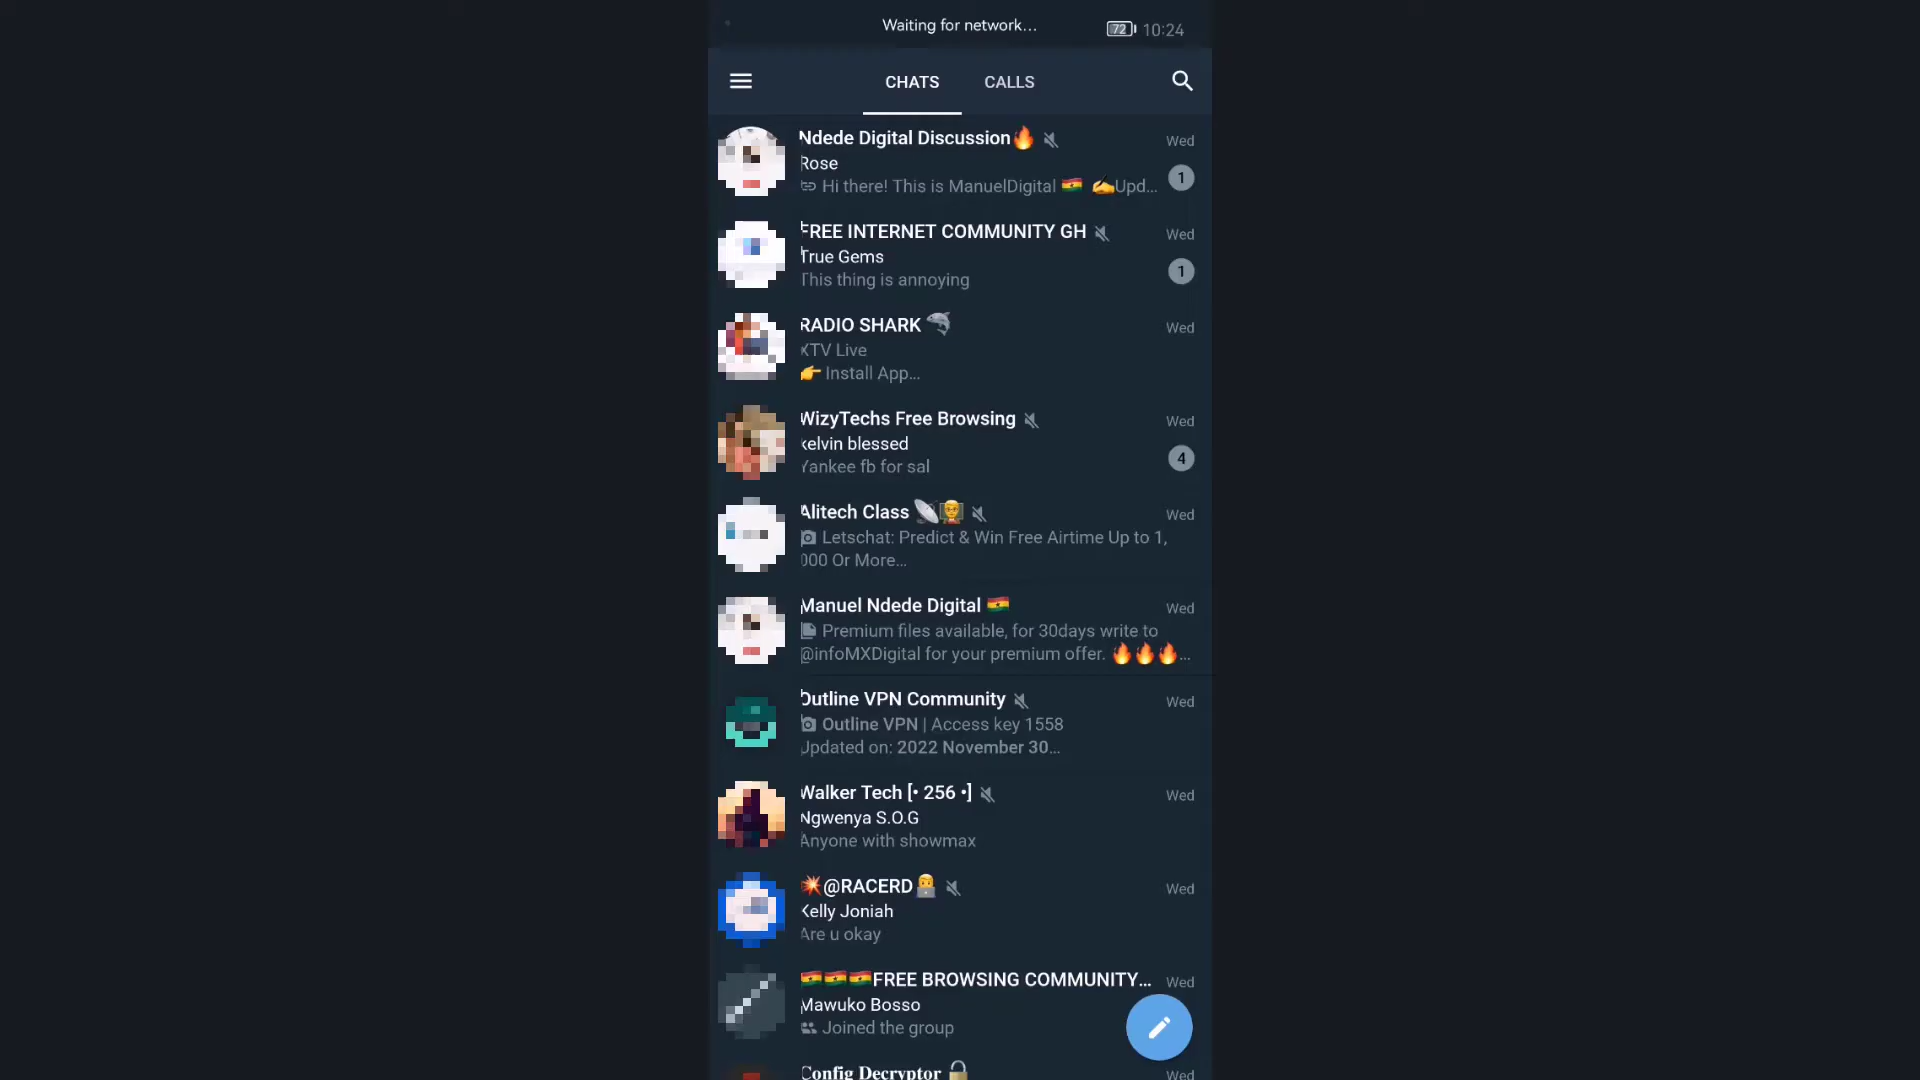 Waiting for network...
72 10:24
CHATS CALLS
Ndede Digital Discussion🔥 Wed
Rose
Hi there! This is ManuelDigital 🇬🇭 ✍️Upd... 1
FREE INTERNET COMMUNITY GH Wed
True Gems
This thing is annoying 1
RADIO SHARK 🦈 Wed
XTV Live
👉 Install App...
WizyTechs Free Browsing Wed
kelvin blessed
Yankee fb for sal 4
Alitech Class 📡👨‍🏫 Wed
Letschat: Predict & Win Free Airtime Up to 1,
000 Or More...
Manuel Ndede Digital 🇬🇭 Wed
Premium files available, for 30days write to
@infoMXDigital for your premium offer. 🔥🔥🔥...
Outline VPN Community Wed
Outline VPN | Access key 1558
Updated on: 2022 November 30...
Walker Tech [• 256 •] Wed
Ngwenya S.O.G
Anyone with showmax
💥@RACERD👨‍💻 Wed
Kelly Joniah
Are u okay
🇬🇭🇬🇭🇬🇭FREE BROWSING COMMUNITY... Wed
Mawuko Bosso
Joined the group
Config Decryptor 🔓 Wed